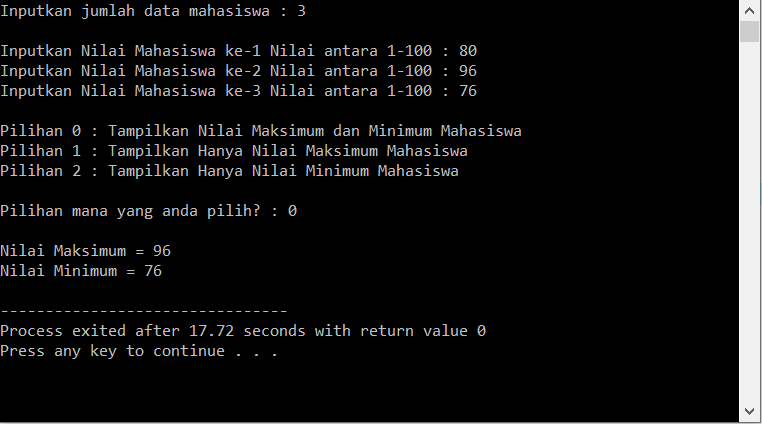 Inputkan jumlah data mahasiswa : 3
Inputkan Nilai Mahasiswa ke-1 Nilai antara 1-100 : 80
Inputkan Nilai Mahasiswa ke-2 Nilai antara 1-100 : 96
Inputkan Nilai Mahasiswa ke-3 Nilai antara 1-100 : 76
Pilihan 0 : Tampilkan Nilai Maksimum dan Minimum Mahasiswa
Pilihan 1 : Tampilkan Hanya Nilai Maksimum Mahasiswa
Pilihan 2 : Tampilkan Hanya Nilai Minimum Mahasiswa
Pilihan mana yang anda pilih? : 0
Nilai Maksimum = 96
Nilai Minimum = 76
--------------------------------
Process exited after 17.72 seconds with return value 0
Press any key to continue . . .